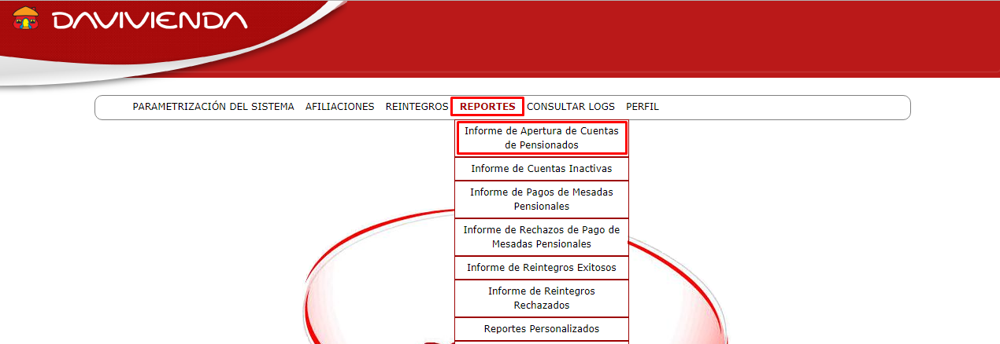 DAVIVIENDA
PARAMETRIZACIÓN DEL SISTEMA AFILIACIONES REINTEGROS REPORTES CONSULTAR LOGS PERFIL
Informe de Apertura de Cuentas
de Pensionados
Informe de Cuentas Inactivas
Informe de Pagos de Mesadas
Pensionales
Informe de Rechazos de Pago de
Mesadas Pensionales
Informe de Reintegros Exitosos
Informe de Reintegros
Rechazados
Reportes Personalizados